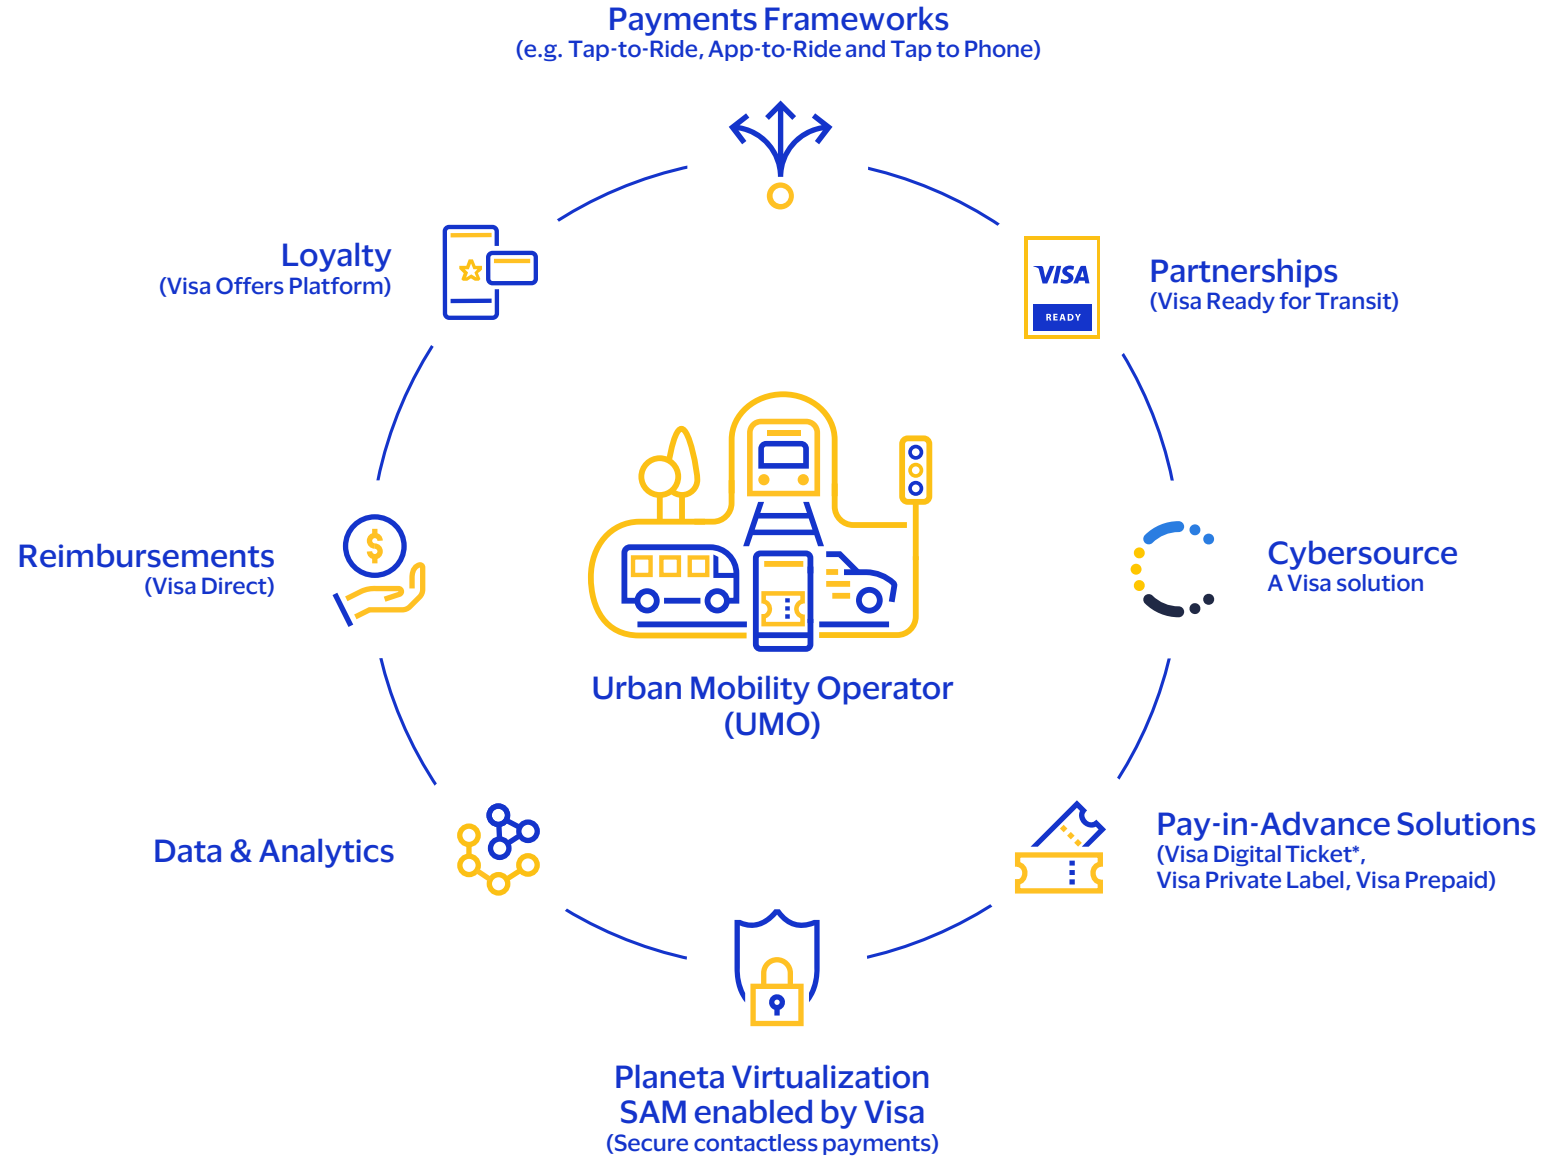 Payments Frameworks
(e.g. Tap-to-Ride, App-to-Ride and Tap to Phone)
Loyalty
(Visa Offers Platform)
VISA
READY
Partnerships
(Visa Ready for Transit)
Reimbursements
(Visa Direct)
$
Cybersource
A Visa solution
Urban Mobility Operator
(UMO)
Data & Analytics
Pay-in-Advance Solutions
(Visa Digital Ticket*,
Visa Private Label, Visa Prepaid)
Planeta Virtualization
SAM enabled by Visa
(Secure contactless payments)